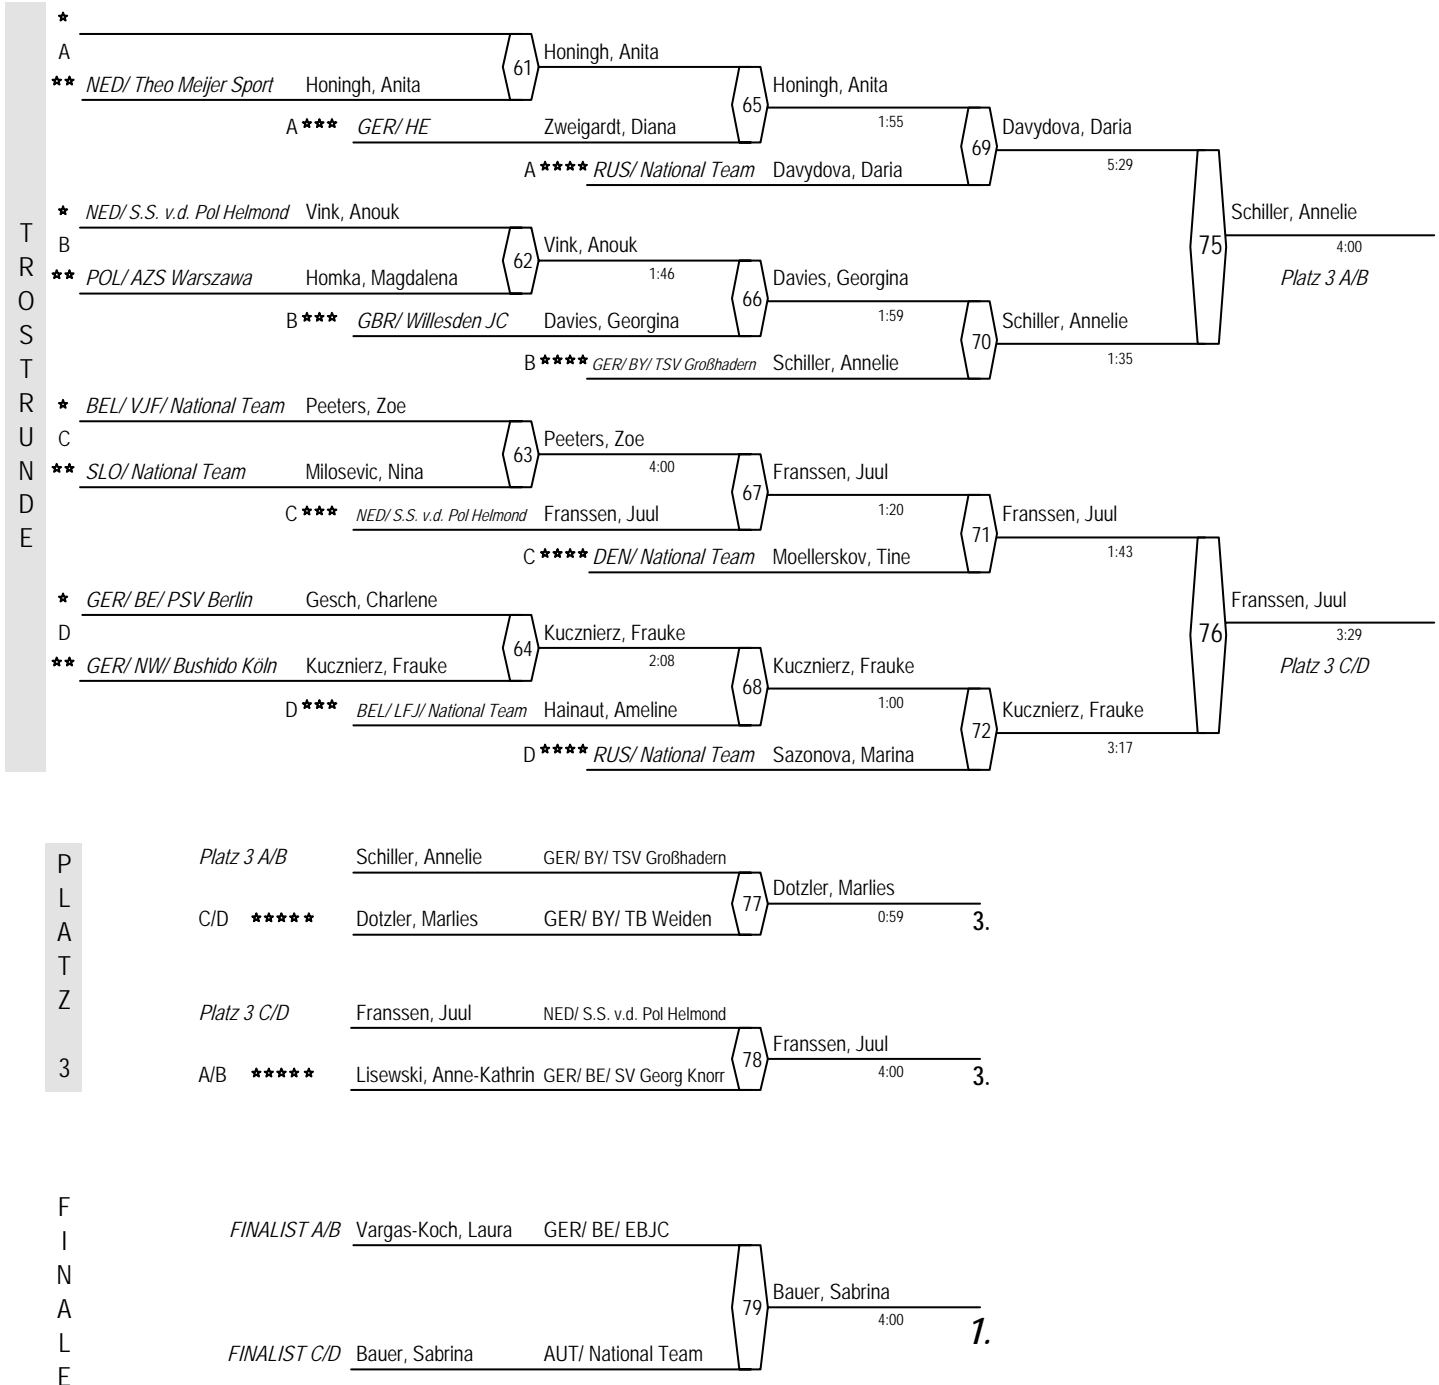 TROSTRUNDE
*
A
Honingh, Anita
61
** NED/ Theo Meijer Sport Honingh, Anita
Honingh, Anita
65
1:55
A *** GER/ HE Zweigardt, Diana
Davydova, Daria
69
5:29
A **** RUS/ National Team Davydova, Daria
* NED/ S.S. v.d. Pol Helmond Vink, Anouk
Schiller, Annelie
75
4:00
Platz 3 A/B
B
Vink, Anouk
62
1:46
** POL/ AZS Warszawa Homka, Magdalena
Davies, Georgina
66
1:59
B *** GBR/ Willesden JC Davies, Georgina
Schiller, Annelie
70
1:35
B **** GER/ BY/ TSV Großhadern Schiller, Annelie
* BEL/ VJF/ National Team Peeters, Zoe
C
Peeters, Zoe
63
4:00
** SLO/ National Team Milosevic, Nina
Franssen, Juul
67
1:20
C *** NED/ S.S. v.d. Pol Helmond Franssen, Juul
Franssen, Juul
71
1:43
C **** DEN/ National Team Moellerskov, Tine
* GER/ BE/ PSV Berlin Gesch, Charlene
Franssen, Juul
76
3:29
Platz 3 C/D
D
Kucznierz, Frauke
64
2:08
** GER/ NW/ Bushido Köln Kucznierz, Frauke
Kucznierz, Frauke
68
1:00
D *** BEL/ LFJ/ National Team Hainaut, Ameline
Kucznierz, Frauke
72
3:17
D **** RUS/ National Team Sazonova, Marina
PLATZ 3
Platz 3 A/B Schiller, Annelie GER/ BY/ TSV Großhadern
77 Dotzler, Marlies
0:59 3.
C/D ***** Dotzler, Marlies GER/ BY/ TB Weiden
Platz 3 C/D Franssen, Juul NED/ S.S. v.d. Pol Helmond
78 Franssen, Juul
4:00 3.
A/B ***** Lisewski, Anne-Kathrin GER/ BE/ SV Georg Knorr
FINALE
FINALIST A/B Vargas-Koch, Laura GER/ BE/ EBJC
79 Bauer, Sabrina
4:00 1.
FINALIST C/D Bauer, Sabrina AUT/ National Team